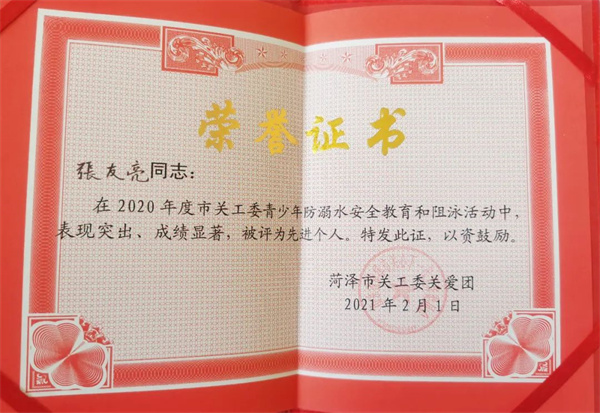 荣誉证书
張友亮同志：
在2020年度市关工委青少年防溺水安全教育和阻泳活动中，
表现突出、成绩显著，被评为先进个人。特发此证，以资鼓励。
菏泽市关工委关爱团
2021年2月1日